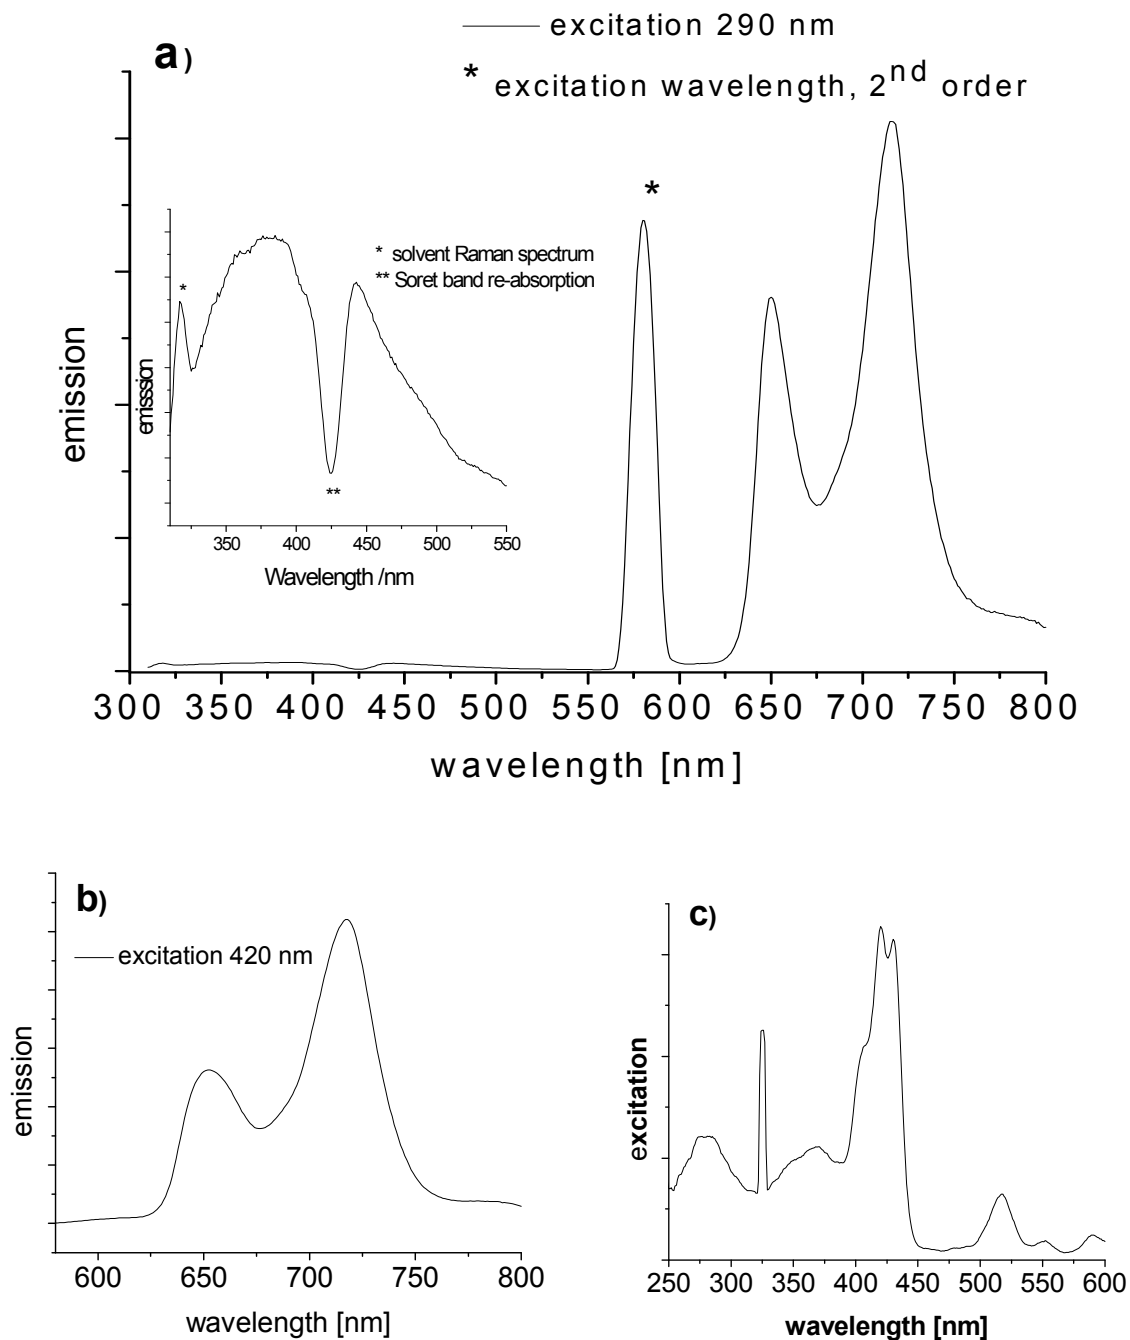 excitation 290 nm
a)
* excitation wavelength, 2nd order
*
* solvent Raman spectrum
** Soret band re-absorption
*
**
emisssion
350 400 450 500 550
Wavelength /nm
emission
300 350 400 450 500 550 600 650 700 750 800
wavelength [nm]
b)
excitation 420 nm
emission
600 650 700 750 800
wavelength [nm]
c)
excitation
250 300 350 400 450 500 550 600
wavelength [nm]